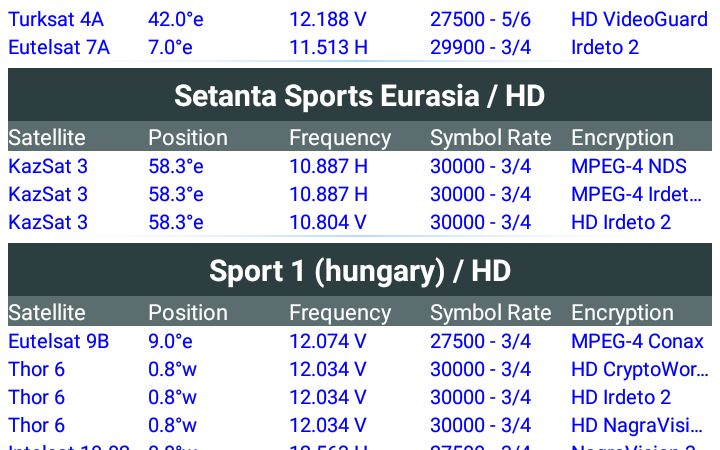 Turksat 4A 42.0°e 12.188 V 27500 - 5/6 HD VideoGuard
Eutelsat 7A 7.0°e 11.513 H 29900 - 3/4 Irdeto 2
Setanta Sports Eurasia / HD
Satellite Position Frequency Symbol Rate Encryption
KazSat 3 58.3°e 10.887 H 30000 - 3/4 MPEG-4 NDS
KazSat 3 58.3°e 10.887 H 30000 - 3/4 MPEG-4 Irdet...
KazSat 3 58.3°e 10.804 V 30000 - 3/4 HD Irdeto 2
Sport 1 (hungary) / HD
Satellite Position Frequency Symbol Rate Encryption
Eutelsat 9B 9.0°e 12.074 V 27500 - 3/4 MPEG-4 Conax
Thor 6 0.8°w 12.034 V 30000 - 3/4 HD CryptoWor...
Thor 6 0.8°w 12.034 V 30000 - 3/4 HD Irdeto 2
Thor 6 0.8°w 12.034 V 30000 - 3/4 HD NagraVisi...